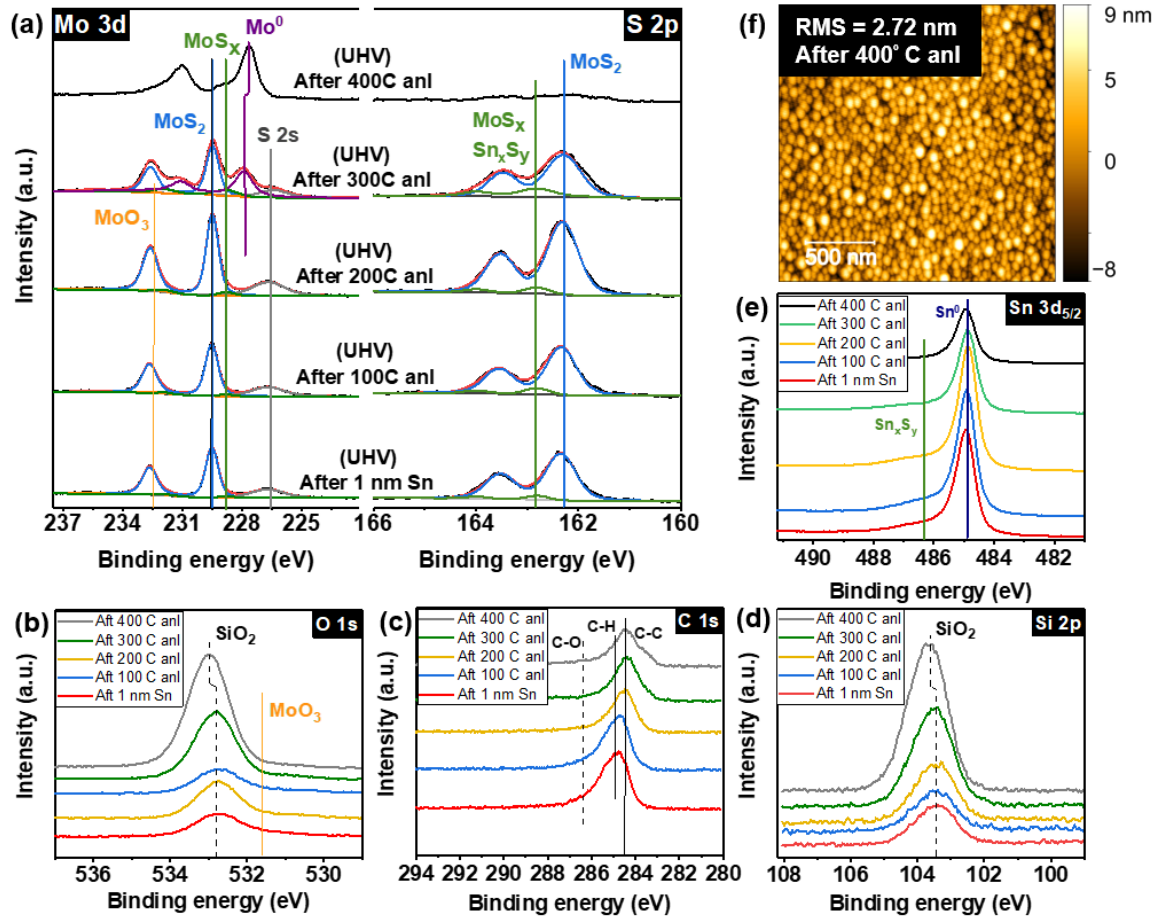 (a) Mo 3d
Mo⁰
MoSₓ
S 2p
(UHV)
After 400C anl
MoS₂
MoS₂
S 2s
MoSₓ
SnₓSᵧ
(UHV)
After 300C anl
MoO₃
(UHV)
After 200C anl
(UHV)
After 100C anl
(UHV)
After 1 nm Sn
Intensity (a.u.)
237 234 231 228 225 222
166 164 162 160
Binding energy (eV)
Binding energy (eV)
(f)
RMS = 2.72 nm
After 400° C anl
500 nm
9 nm
5
0
−8
(e)
Aft 400 C anl
Aft 300 C anl
Aft 200 C anl
Aft 100 C anl
Aft 1 nm Sn
Sn⁰
Sn 3d₅/₂
SnₓSᵧ
Intensity (a.u.)
490 488 486 484 482
Binding energy (eV)
(b)
Aft 400 C anl
Aft 300 C anl
Aft 200 C anl
Aft 100 C anl
Aft 1 nm Sn
O 1s
SiO₂
MoO₃
Intensity (a.u.)
536 534 532 530
Binding energy (eV)
(c)
Aft 400 C anl
Aft 300 C anl
Aft 200 C anl
Aft 100 C anl
Aft 1 nm Sn
C 1s
C-O
C-H
C-C
Intensity (a.u.)
294 292 290 288 286 284 282 280
Binding energy (eV)
(d)
Aft 400 C anl
Aft 300 C anl
Aft 200 C anl
Aft 100 C anl
Aft 1 nm Sn
Si 2p
SiO₂
Intensity (a.u.)
108 106 104 102 100
Binding energy (eV)